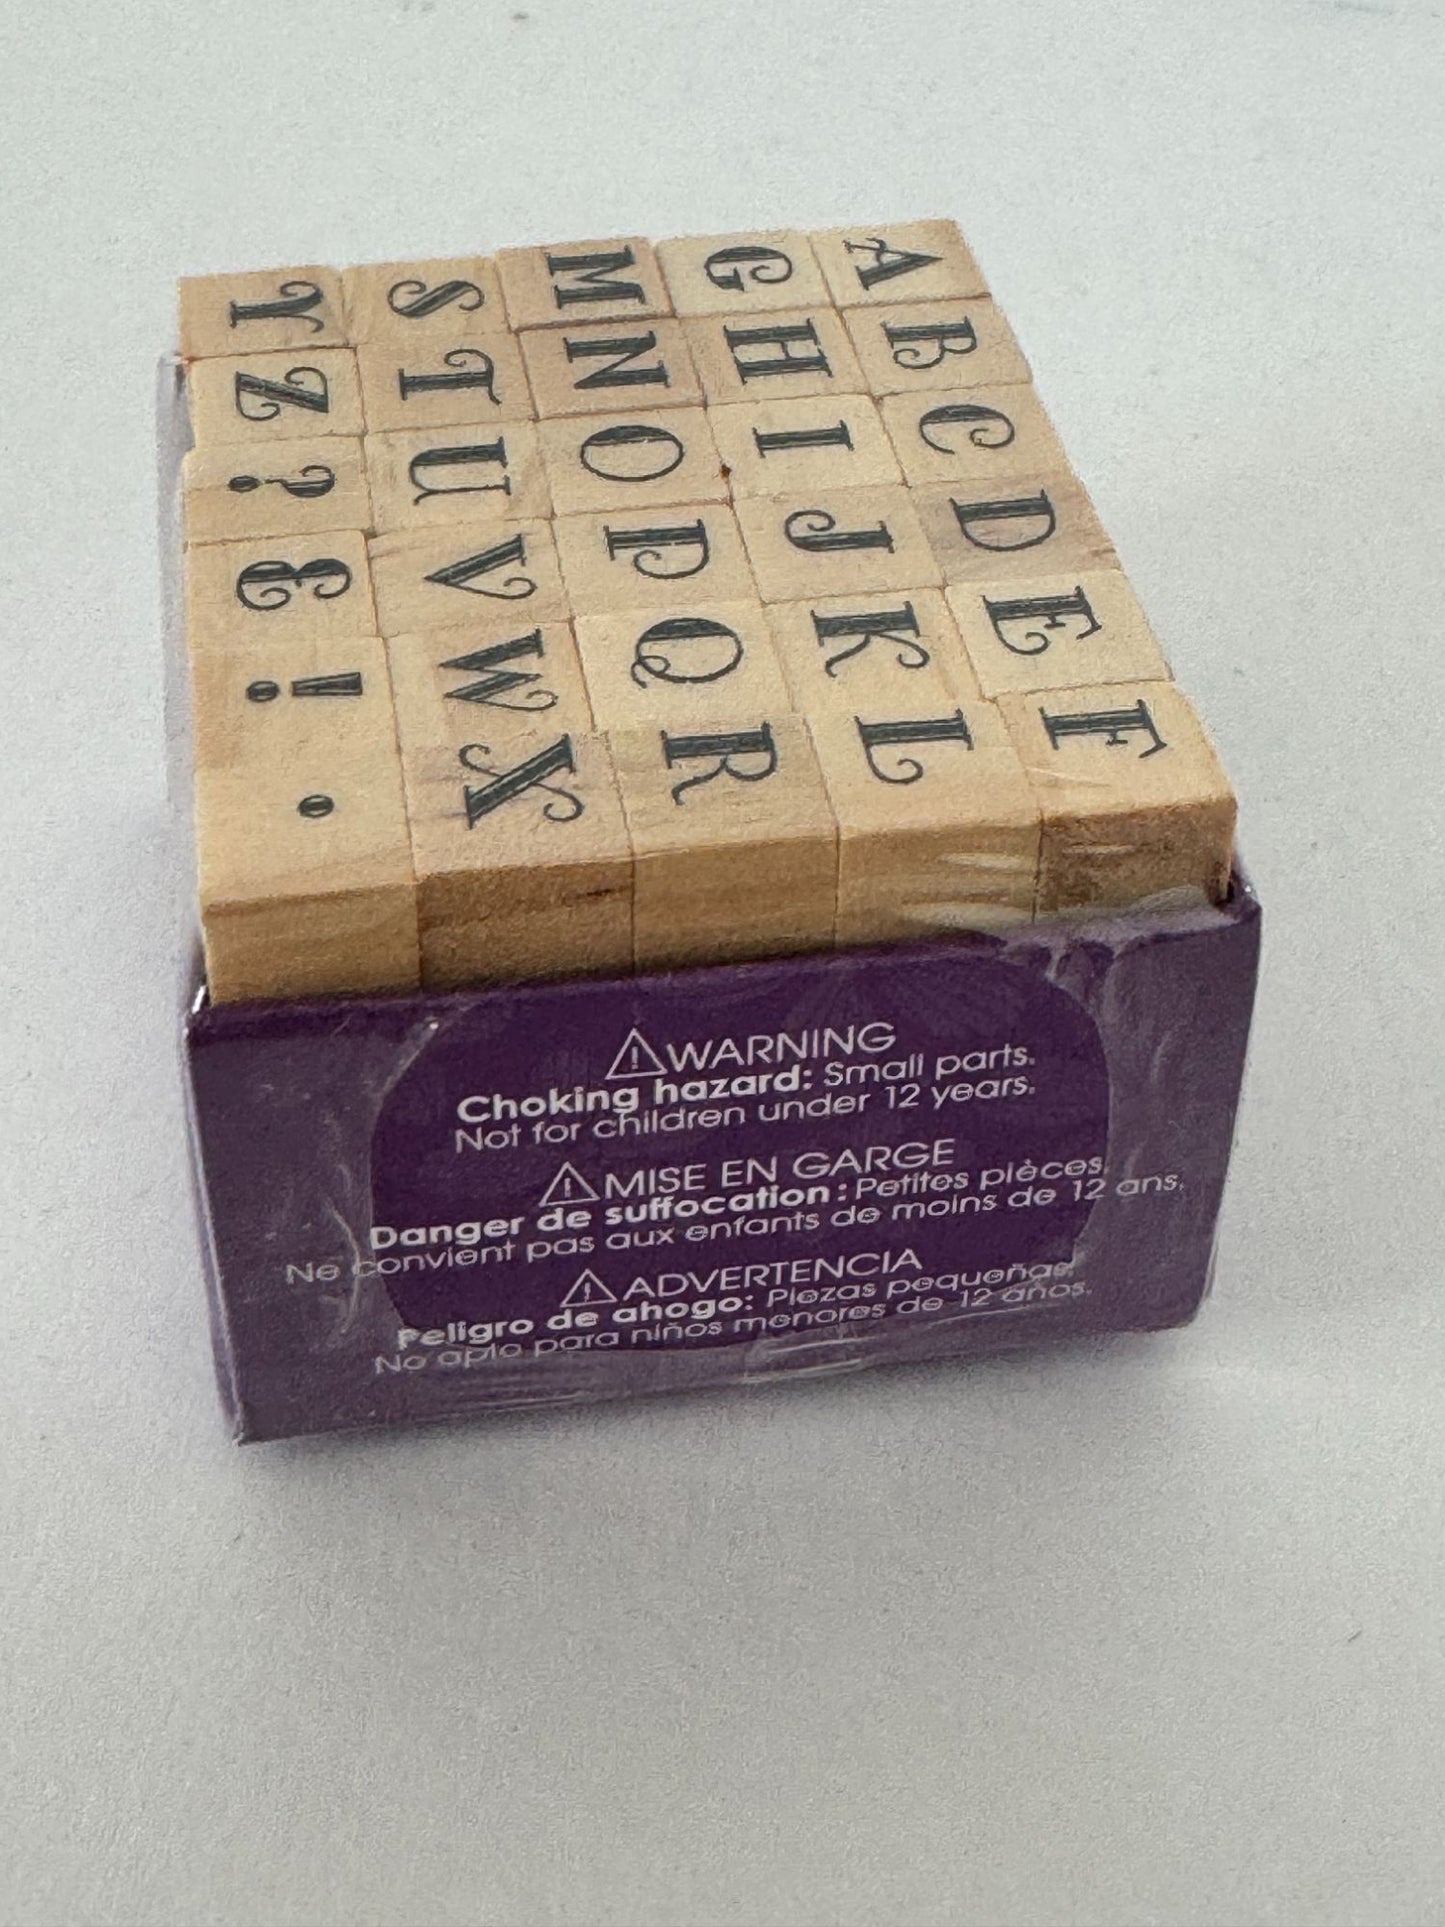 A B C D E F
G H I J K L
M N O P Q R
S T U V W X
Y Z ? & ! .
⚠WARNING
Choking hazard: Small parts.
Not for children under 12 years.
⚠MISE EN GARGE
Danger de suffocation : Petites pièces.
Ne convient pas aux enfants de moins de 12 ans.
⚠ADVERTENCIA
Peligro de ahogo: Piezas pequeñas.
No apto para niños menores de 12 años.